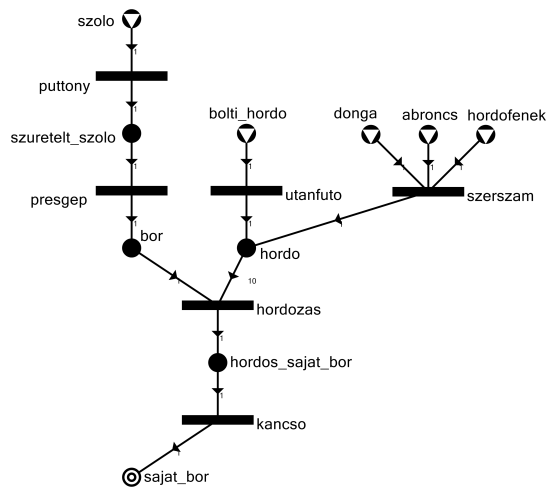 szolo
1
puttony
1
bolti_hordo
donga
abroncs
hordofenek
szuretelt_szolo
1
1
1
1
1
presgep
utanfuto
szerszam
1
1
1
bor
hordo
1
10
hordozas
1
hordos_sajat_bor
1
kancso
1
sajat_bor